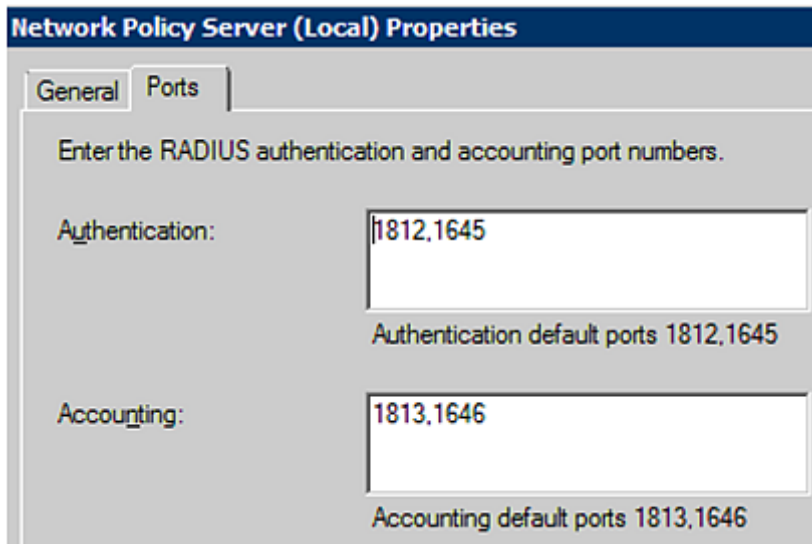 Network Policy Server (Local) Properties
General Ports
Enter the RADIUS authentication and accounting port numbers.
Authentication: 1812,1645
Authentication default ports 1812,1645
Accounting: 1813,1646
Accounting default ports 1813,1646